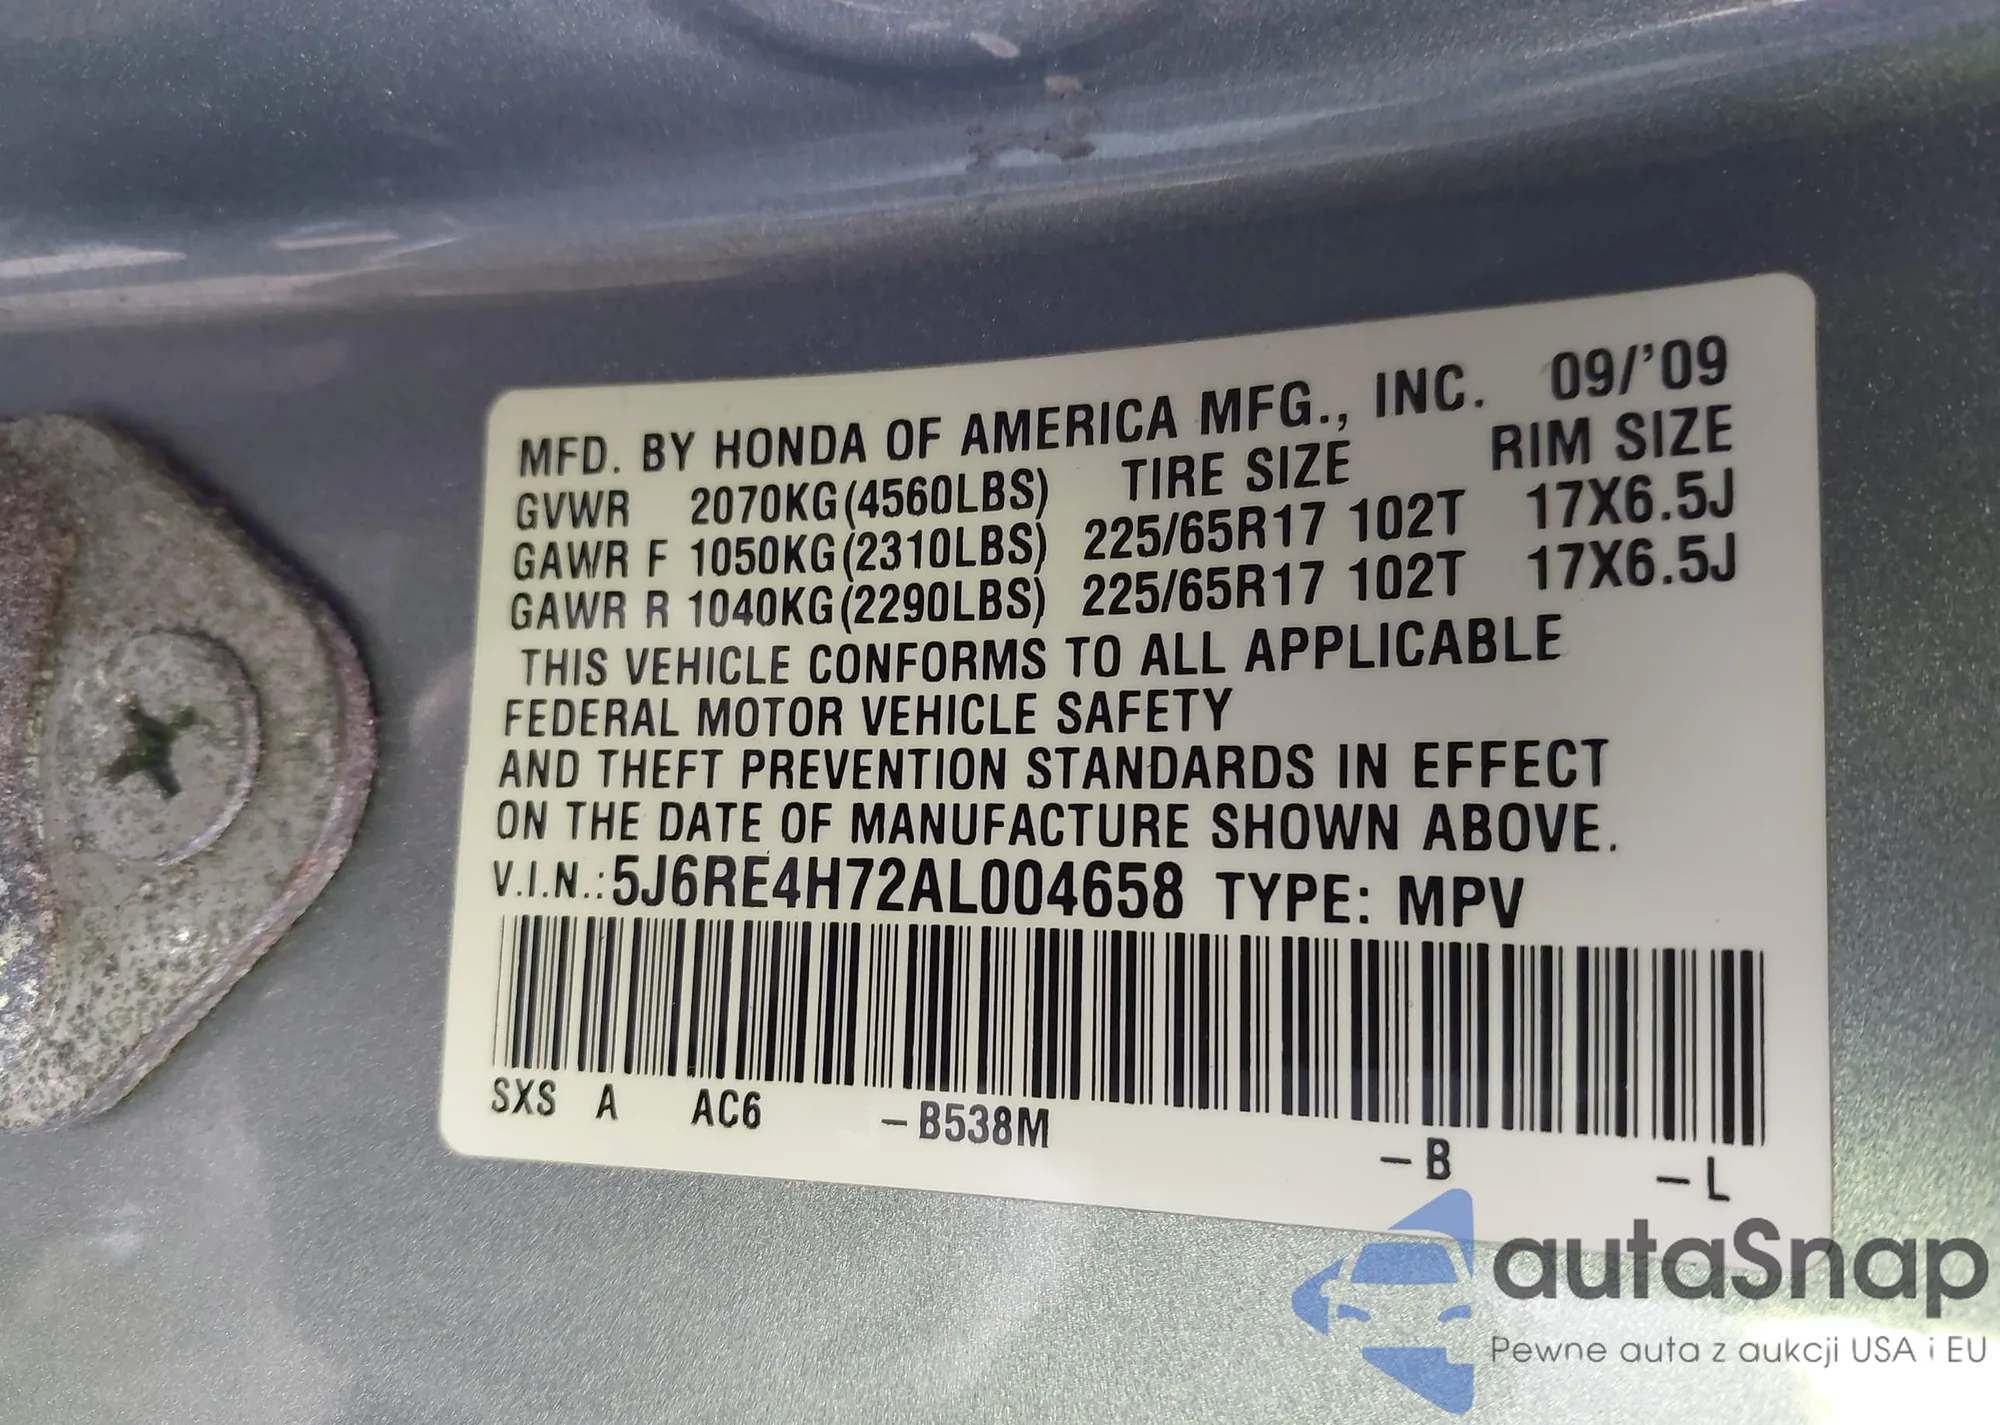 MFD. BY HONDA OF AMERICA MFG., INC. 09/'09
GVWR 2070KG(4560LBS) TIRE SIZE RIM SIZE
GAWR F 1050KG(2310LBS) 225/65R17 102T 17X6.5J
GAWR R 1040KG(2290LBS) 225/65R17 102T 17X6.5J
THIS VEHICLE CONFORMS TO ALL APPLICABLE
FEDERAL MOTOR VEHICLE SAFETY
AND THEFT PREVENTION STANDARDS IN EFFECT
ON THE DATE OF MANUFACTURE SHOWN ABOVE.
V.I.N.:5J6RE4H72AL004658 TYPE: MPV
SXS A AC6 –B538M –B –L
autaSnap
Pewne auta z aukcji USA i EU